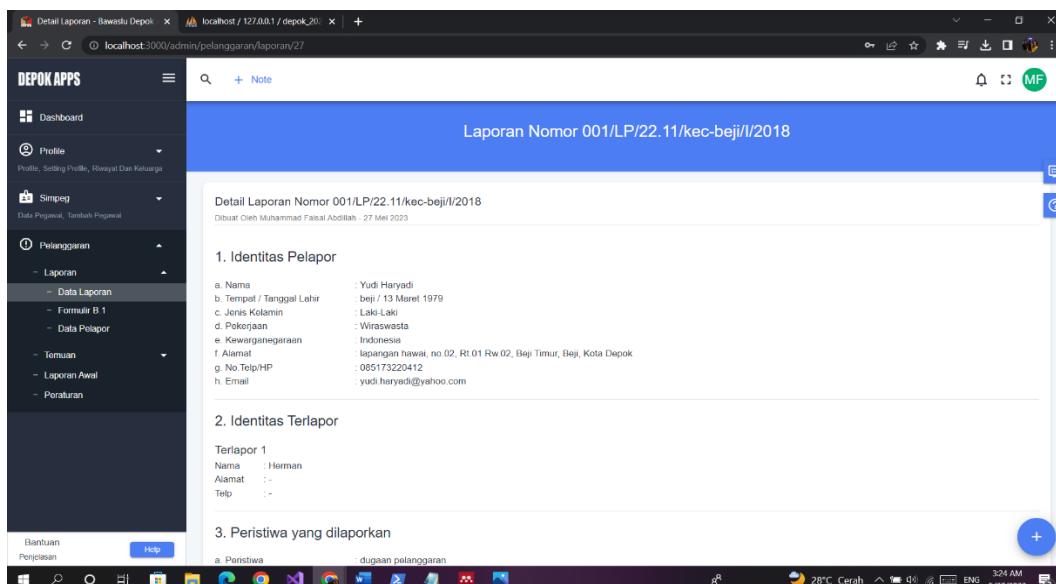 Detail Laporan - Bawaslu Depok
localhost / 127.0.0.1 / depok_202
localhost:3000/admin/pelanggaran/laporan/27
DEPOK APPS
+ Note
MF
Dashboard
Profile
Profile, Setting Profile, Riwayat Dan Keluarga
Simpeg
Data Pegawai, Tambah Pegawai
Pelanggaran
- Laporan
- Data Laporan
- Formulir B.1
- Data Pelapor
- Temuan
- Laporan Awal
- Peraturan
Bantuan
Penjelasan
Help
Laporan Nomor 001/LP/22.11/kec-beji/I/2018
Detail Laporan Nomor 001/LP/22.11/kec-beji/I/2018
Dibuat Oleh Muhammad Faisal Abdillah - 27 Mei 2023
1. Identitas Pelapor
a. Nama : Yudi Haryadi
b. Tempat / Tanggal Lahir : beji / 13 Maret 1979
c. Jenis Kelamin : Laki-Laki
d. Pekerjaan : Wiraswasta
e. Kewarganegaraan : Indonesia
f. Alamat : lapangan hawai, no.02, Rt.01 Rw.02, Beji Timur, Beji, Kota Depok
g. No.Telp/HP : 085173220412
h. Email : yudi.haryadi@yahoo.com
2. Identitas Terlapor
Terlapor 1
Nama : Herman
Alamat : -
Telp : -
3. Peristiwa yang dilaporkan
a. Peristiwa : dugaan pelanggaran
28°C Cerah
ENG
3:24 AM